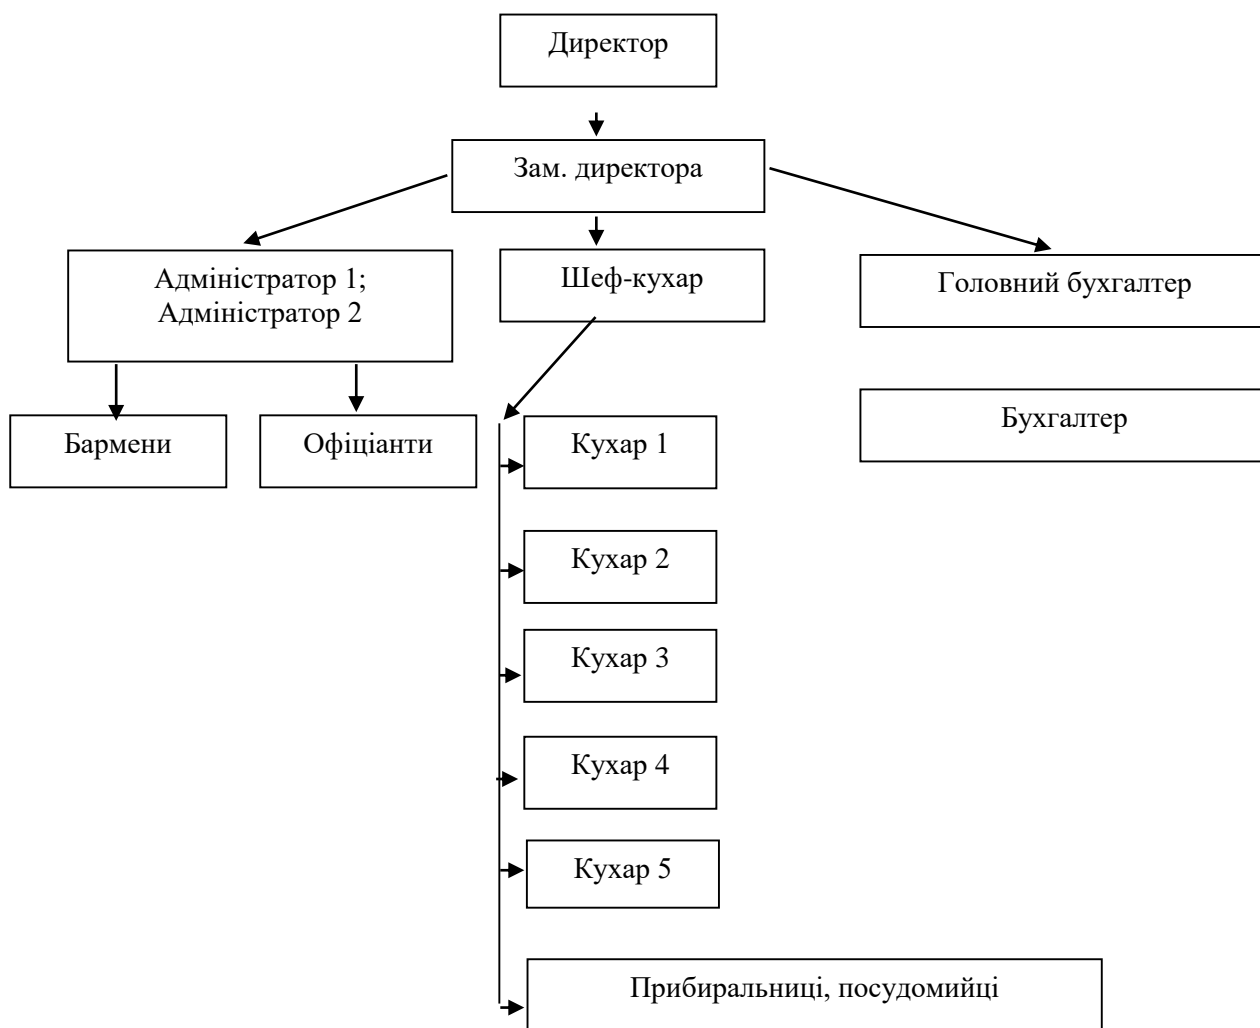 Директор
Зам. директора
Адміністратор 1;
Адміністратор 2
Шеф-кухар
Головний бухгалтер
Бухгалтер
Бармени
Офіціанти
Кухар 1
Кухар 2
Кухар 3
Кухар 4
Кухар 5
Прибиральниці, посудомийці